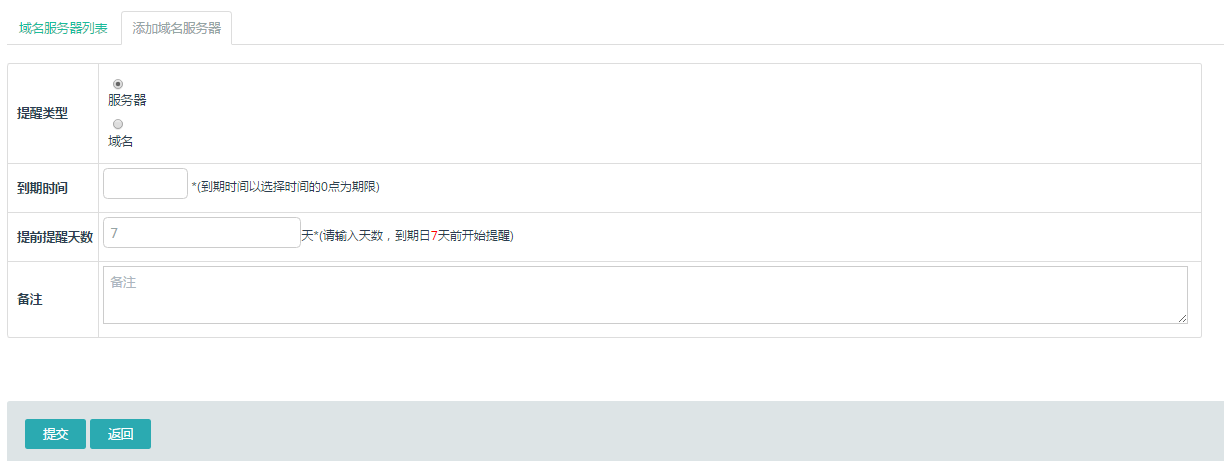 域名服务器列表
添加域名服务器
提醒类型
服务器
域名
到期时间
*(到期时间以选择时间的0点为期限)
提前提醒天数
7
天*(请输入天数，到期日7天前开始提醒)
备注
备注
提交
返回